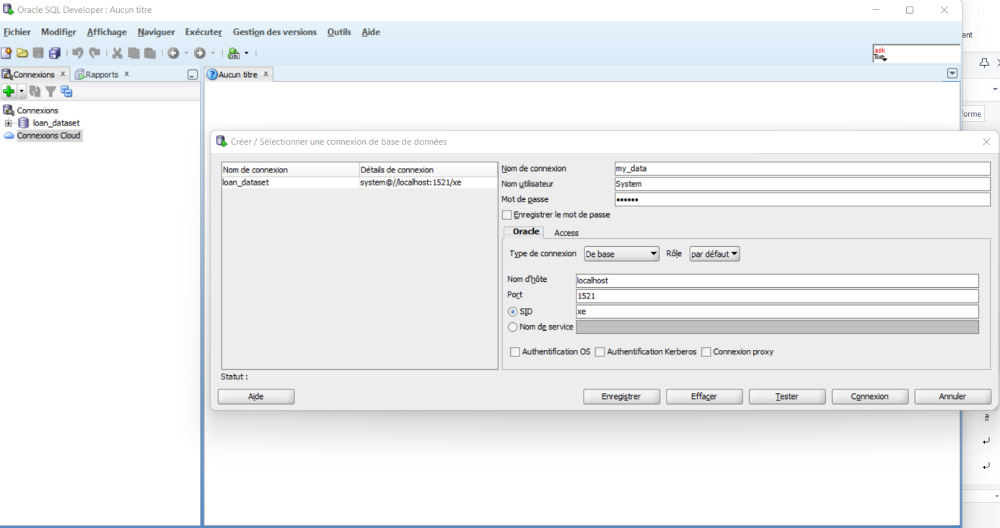 Oracle SQL Developer : Aucun titre
Fichier Modifier Affichage Naviguer Exécuter Gestion des versions Outils Aide
ant
SQL
ask
Tom
Connexions x Rapports x
Aucun titre x
Connexions
loan_dataset
Connexions Cloud
orme
Créer / Sélectionner une connexion de base de données
Nom de connexion Détails de connexion
loan_dataset system@//localhost:1521/xe
Nom de connexion my_data
Nom utilisateur System
Mot de passe ••••••
Enregistrer le mot de passe
Oracle Access
Type de connexion De base Rôle par défaut
Nom d'hôte localhost
Port 1521
SID xe
Nom de service
Authentification OS Authentification Kerberos Connexion proxy
Statut :
Aide Enregistrer Effacer Tester Connexion Annuler
a